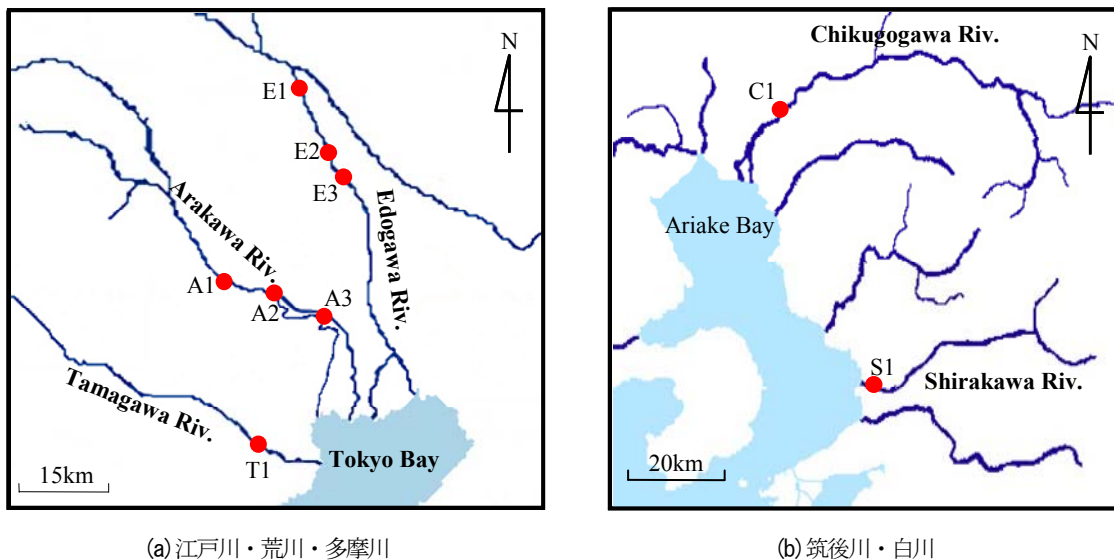 N
E1
E2
E3
Arakawa Riv.
Edogawa Riv.
A1
A2
A3
Tamagawa Riv.
T1
Tokyo Bay
15km
(a) 江戸川・荒川・多摩川
Chikugogawa Riv.
N
C1
Ariake Bay
S1
Shirakawa Riv.
20km
(b) 筑後川・白川